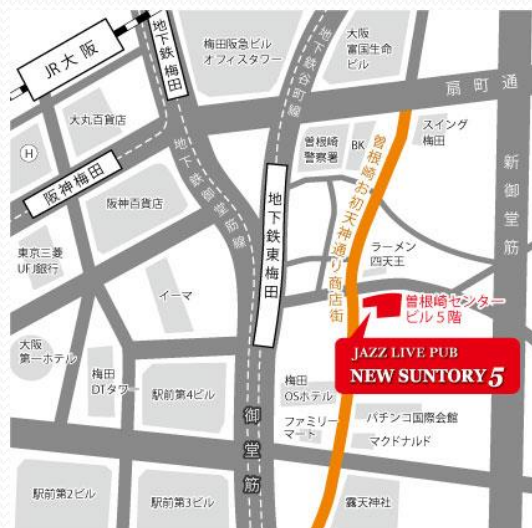 JR大阪
地下鉄梅田
梅田阪急ビル
オフィスタワー
地下鉄谷町線
大阪
富国生命
ビル
扇町通
大丸百貨店
H
阪神梅田
地下鉄御堂筋線
曽根崎
警察署
BK
スイング
梅田
新御堂筋
曽根崎お初天神通り商店街
阪神百貨店
地下鉄東梅田
東京三菱
UFJ銀行
イーマ
ラーメン
四天王
曽根崎センター
ビル5階
大阪
第一ホテル
JAZZ LIVE PUB
NEW SUNTORY 5
梅田
DTタワー
駅前第4ビル
御堂筋
梅田
OSホテル
ファミリー
マート
パチンコ国際会館
マクドナルド
駅前第2ビル
駅前第3ビル
露天神社